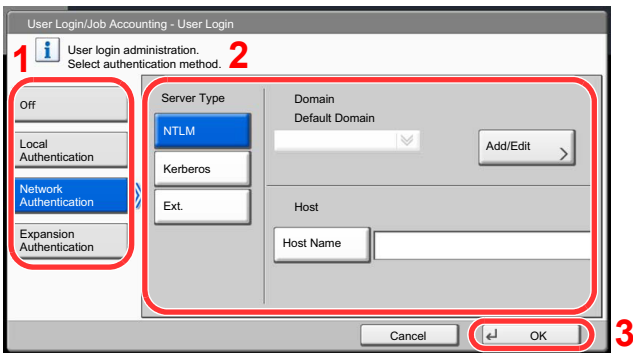 User Login/Job Accounting - User Login
1
i
User login administration.
Select authentication method.
2
Off
Local
Authentication
Network
Authentication
Expansion
Authentication
Server Type
NTLM
Kerberos
Ext.
Domain
Default Domain
Add/Edit
Host
Host Name
Cancel
OK
3